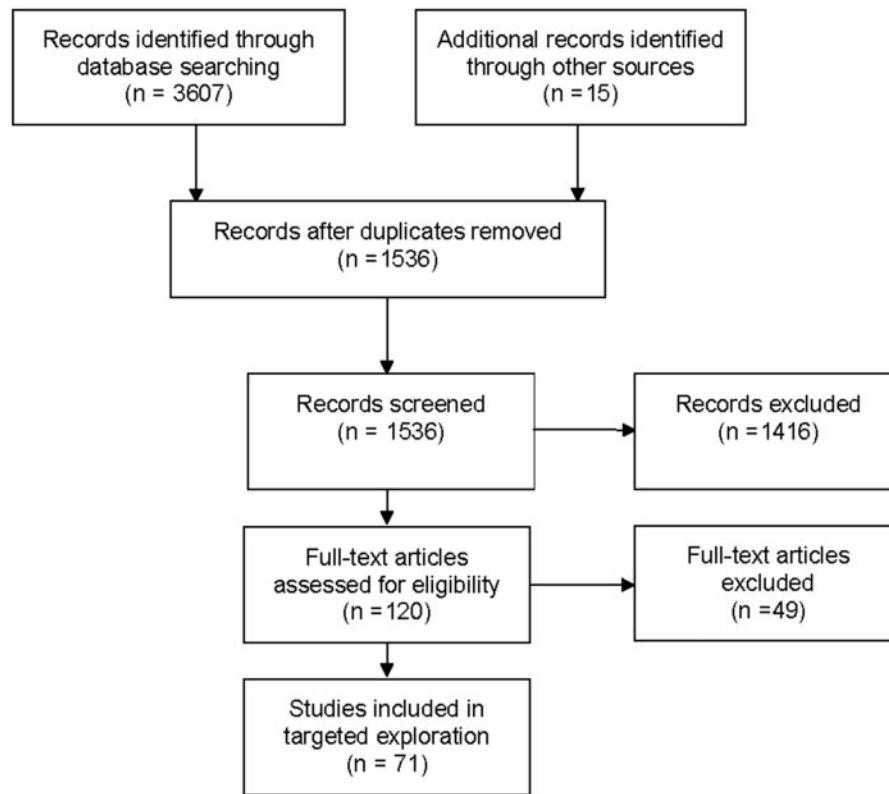 Records identified through
database searching
(n = 3607)
Additional records identified
through other sources
(n =15)
Records after duplicates removed
(n =1536)
Records screened
(n = 1536)
Records excluded
(n =1416)
Full-text articles
assessed for eligibility
(n =120)
Full-text articles
excluded
(n =49)
Studies included in
targeted exploration
(n = 71)